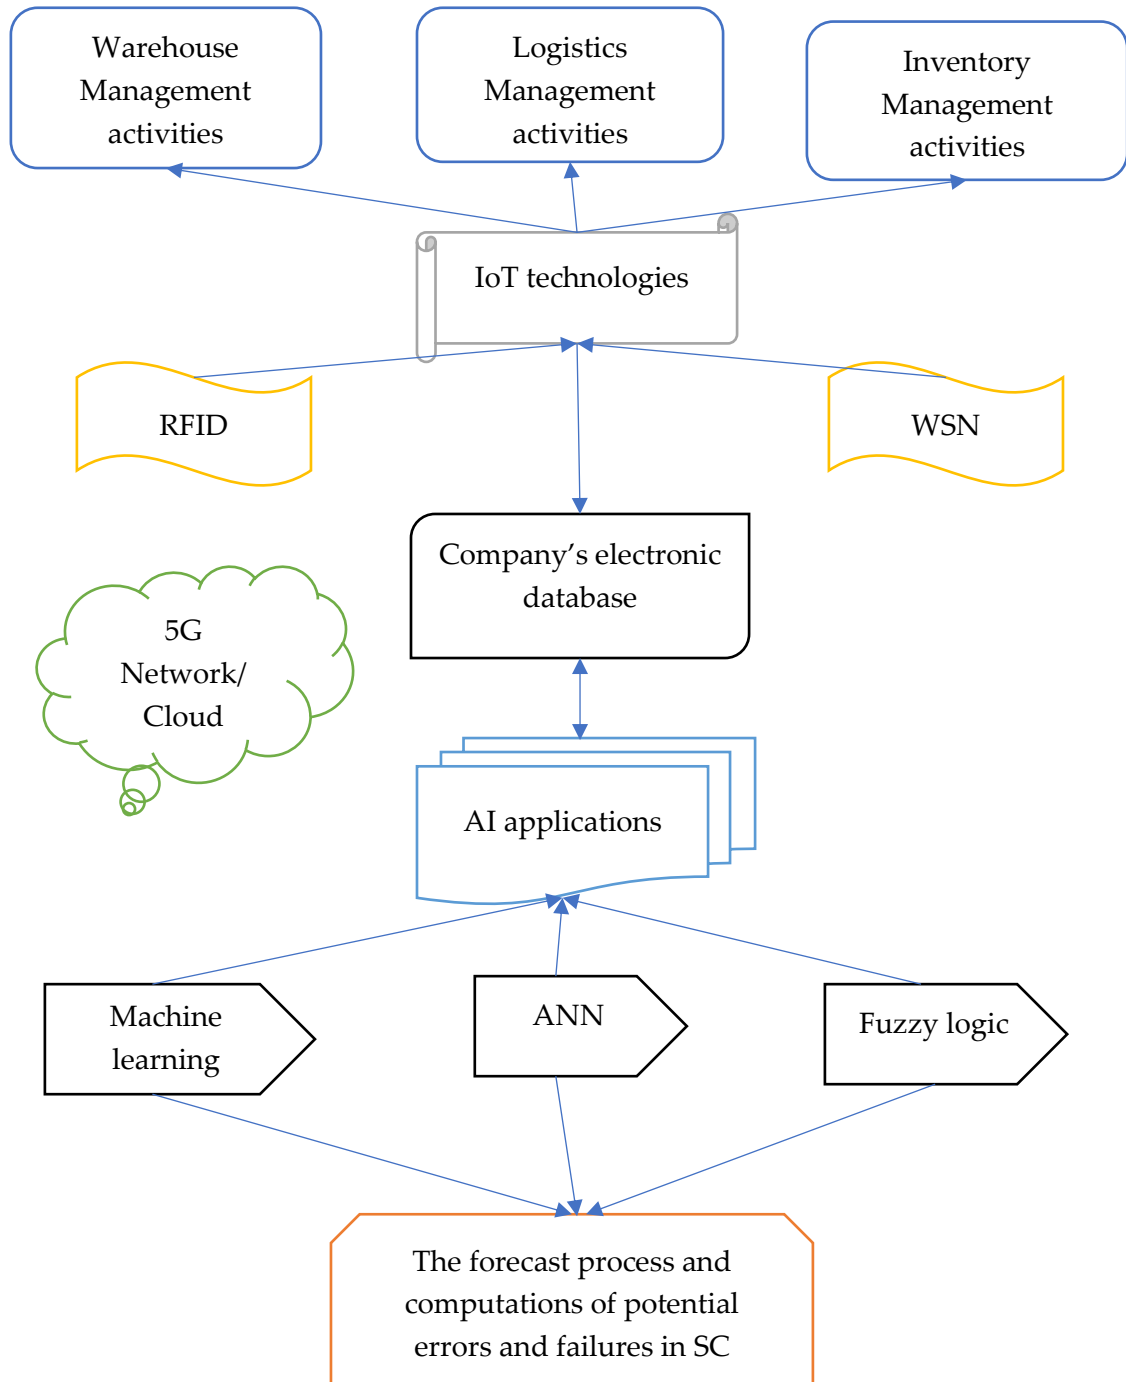 Warehouse
Management
activities
Logistics
Management
activities
Inventory
Management
activities
IoT technologies
RFID
WSN
Company’s electronic
database
5G
Network/
Cloud
AI applications
Machine
learning
ANN
Fuzzy logic
The forecast process and
computations of potential
errors and failures in SC